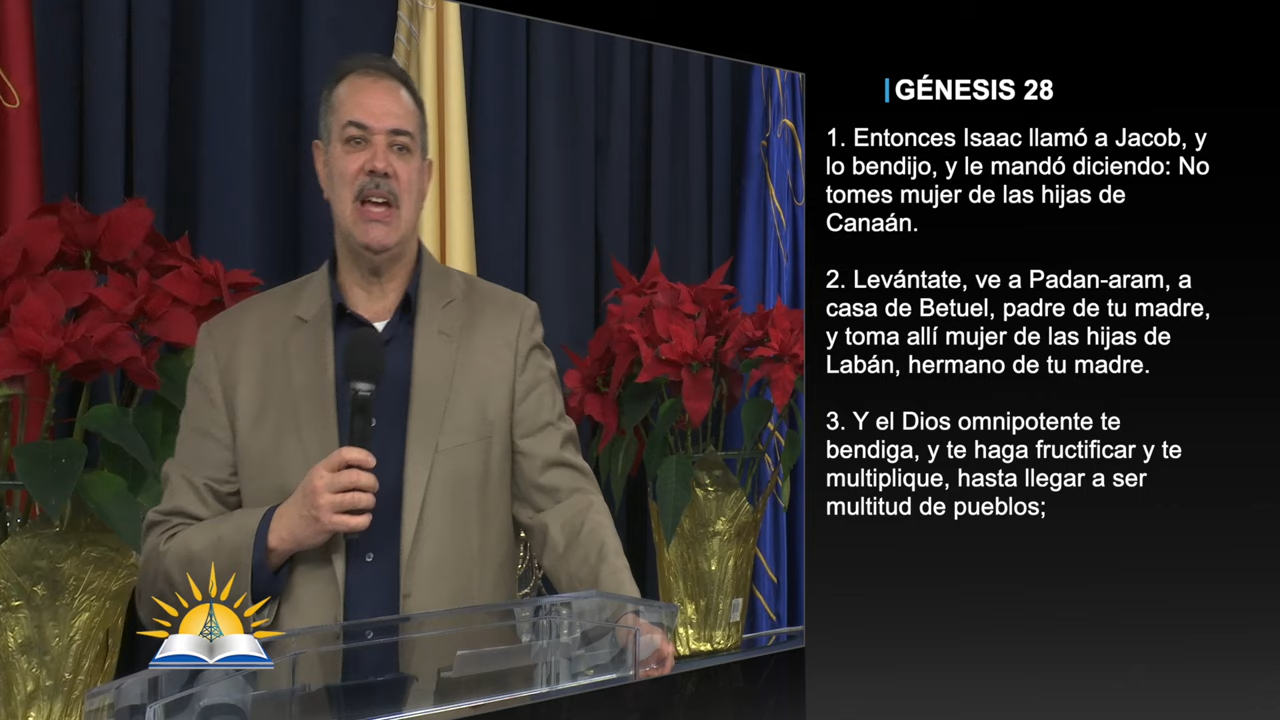 GÉNESIS 28
1. Entonces Isaac llamó a Jacob, y
lo bendijo, y le mandó diciendo: No
tomes mujer de las hijas de
Canaán.
2. Levántate, ve a Padan-aram, a
casa de Betuel, padre de tu madre,
y toma allí mujer de las hijas de
Labán, hermano de tu madre.
3. Y el Dios omnipotente te
bendiga, y te haga fructificar y te
multiplique, hasta llegar a ser
multitud de pueblos;